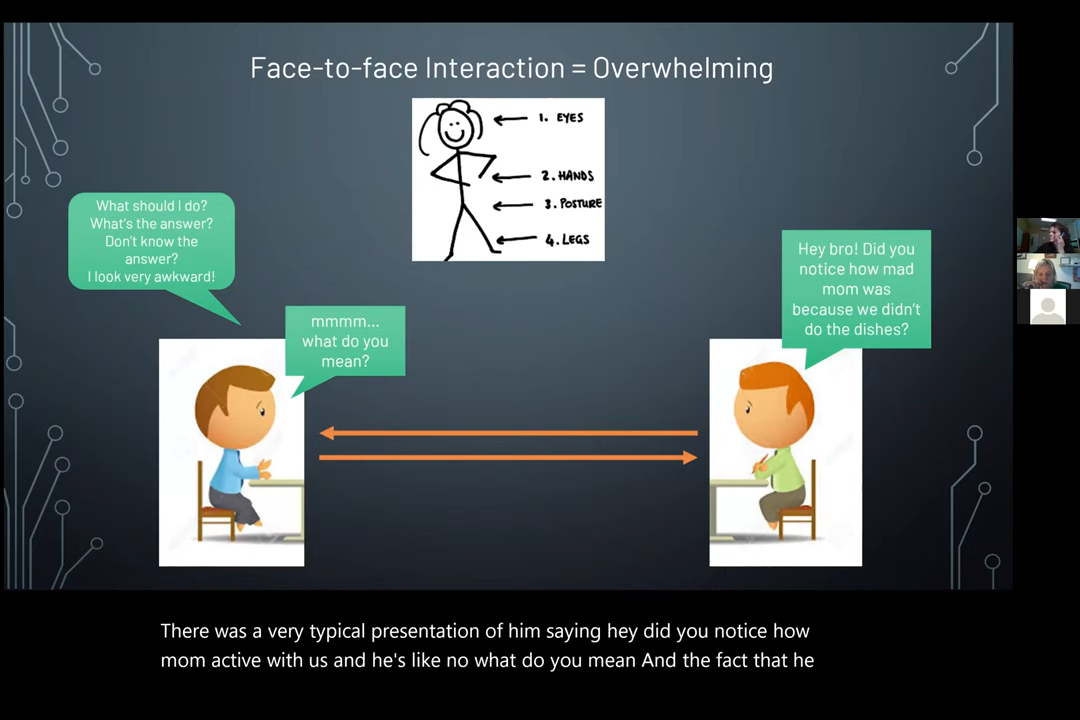 Face-to-face Interaction = Overwhelming
1. EYES
2. HANDS
3. POSTURE
4. LEGS
What should I do?
What's the answer?
Don't know the
answer?
I look very awkward!
mmmm...
what do you
mean?
Hey bro! Did you
notice how mad
mom was
because we didn't
do the dishes?
There was a very typical presentation of him saying hey did you notice how
mom active with us and he's like no what do you mean And the fact that he